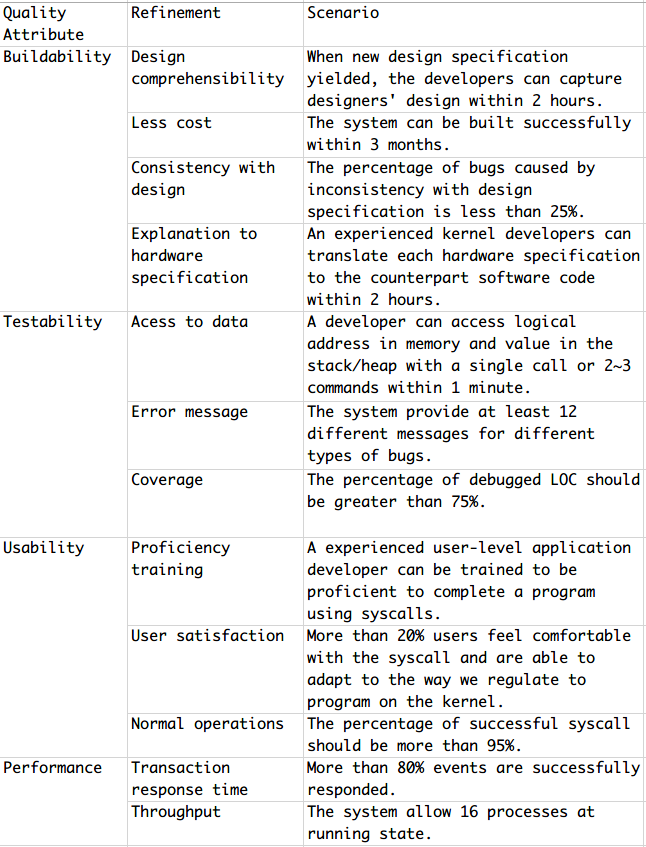 Quality Attribute | Refinement | Scenario
Buildability | Design comprehensibility | When new design specification yielded, the developers can capture designers' design within 2 hours.
Less cost | The system can be built successfully within 3 months.
Consistency with design | The percentage of bugs caused by inconsistency with design specification is less than 25%.
Explanation to hardware specification | An experienced kernel developers can translate each hardware specification to the counterpart software code within 2 hours.
Testability | Acess to data | A developer can access logical address in memory and value in the stack/heap with a single call or 2~3 commands within 1 minute.
Error message | The system provide at least 12 different messages for different types of bugs.
Coverage | The percentage of debugged LOC should be greater than 75%.
Usability | Proficiency training | A experienced user-level application developer can be trained to be proficient to complete a program using syscalls.
User satisfaction | More than 20% users feel comfortable with the syscall and are able to adapt to the way we regulate to program on the kernel.
Normal operations | The percentage of successful syscall should be more than 95%.
Performance | Transaction response time | More than 80% events are successfully responded.
Throughput | The system allow 16 processes at running state.